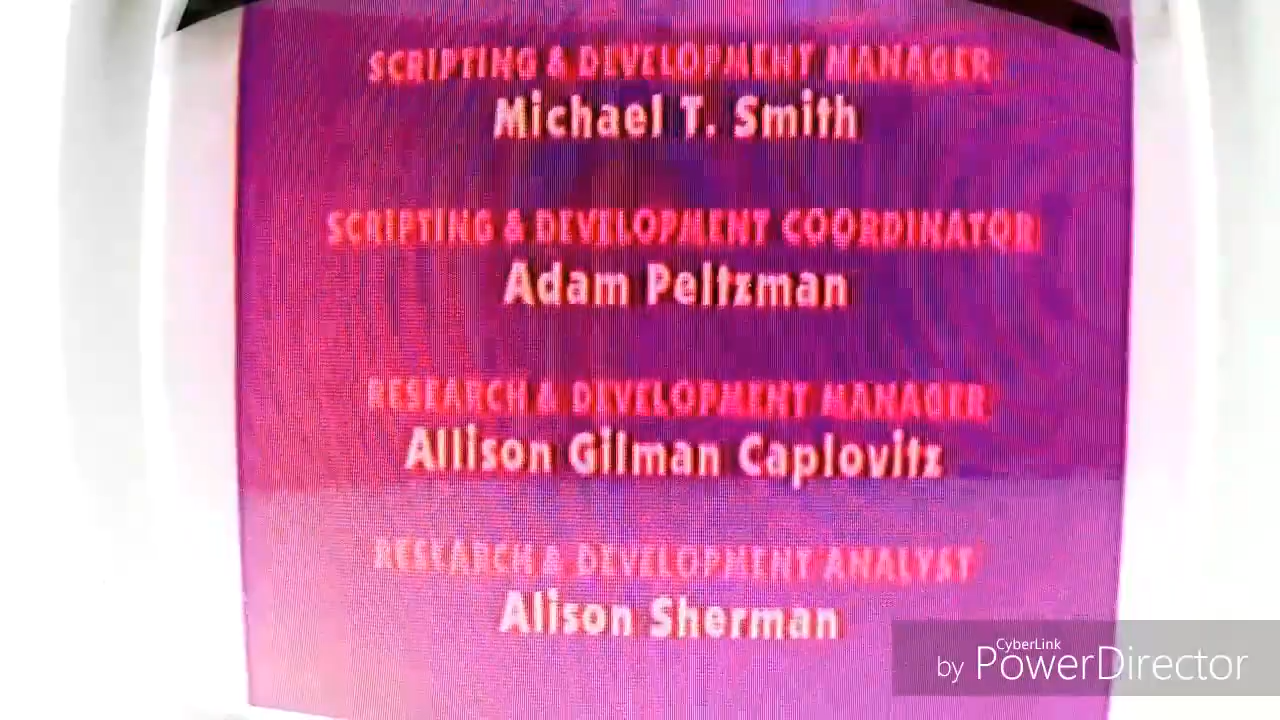 SCRIPTING & DEVELOPMENT MANAGER
Michael T. Smith
SCRIPTING & DEVELOPMENT COORDINATOR
Adam Peltzman
RESEARCH & DEVELOPMENT MANAGER
Allison Gilman Caplovitz
RESEARCH & DEVELOPMENT ANALYST
Alison Sherman
CyberLink
by PowerDirector